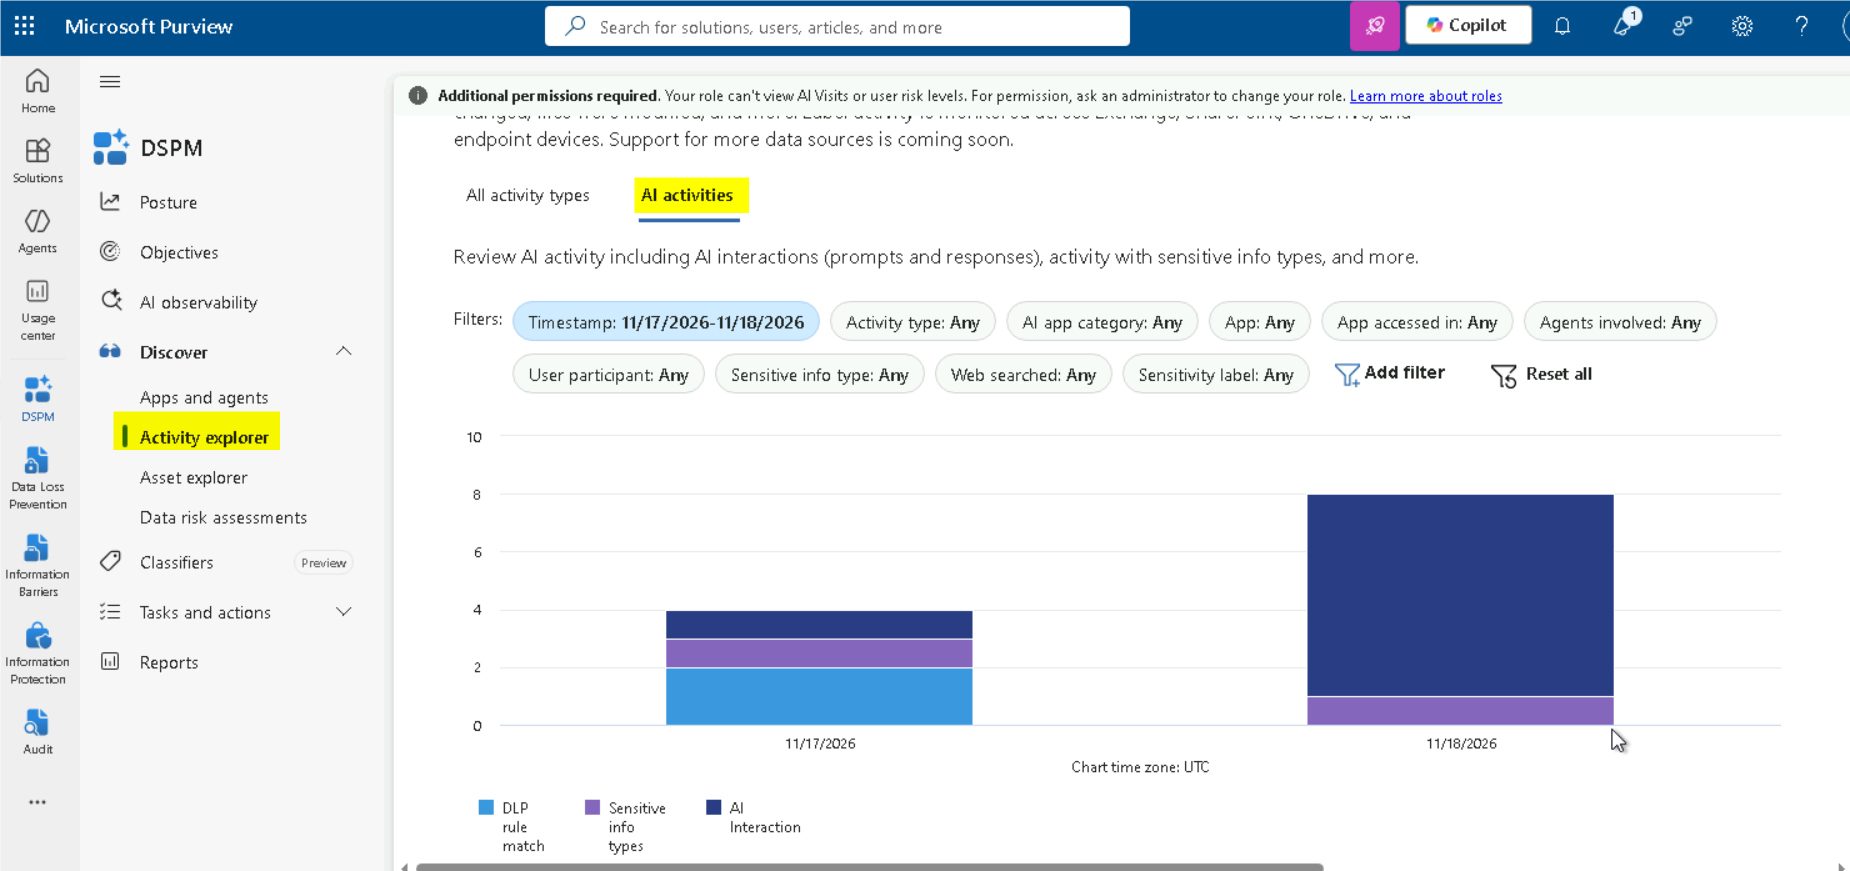 Microsoft Purview
Search for solutions, users, articles, and more
Copilot
1
Home
Solutions
Agents
Usage
center
DSPM
Data Loss
Prevention
Information
Barriers
Information
Protection
Audit
DSPM
Posture
Objectives
AI observability
Discover
Apps and agents
Activity explorer
Asset explorer
Data risk assessments
Classifiers
Preview
Tasks and actions
Reports
Additional permissions required. Your role can't view AI Visits or user risk levels. For permission, ask an administrator to change your role. Learn more about roles
endpoint devices. Support for more data sources is coming soon.
All activity types
AI activities
Review AI activity including AI interactions (prompts and responses), activity with sensitive info types, and more.
Filters:
Timestamp: 11/17/2026-11/18/2026
Activity type: Any
AI app category: Any
App: Any
App accessed in: Any
Agents involved: Any
User participant: Any
Sensitive info type: Any
Web searched: Any
Sensitivity label: Any
Add filter
Reset all
10
8
6
4
2
0
11/17/2026
11/18/2026
Chart time zone: UTC
DLP
rule
match
Sensitive
info
types
AI
Interaction